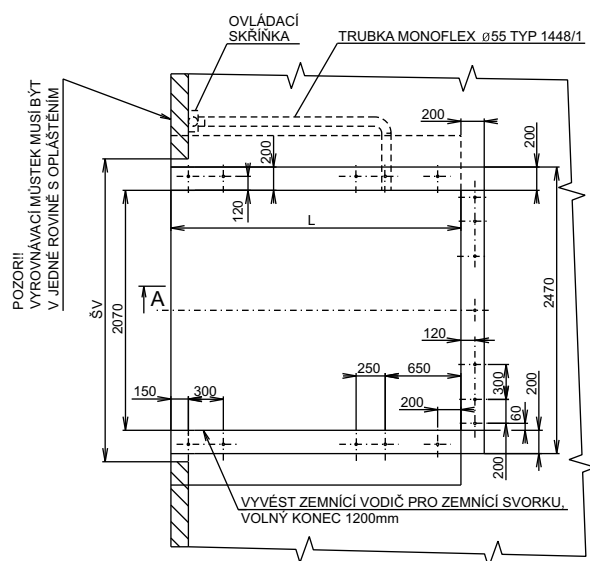 OVLÁDACÍ
SKŘÍŇKA
TRUBKA MONOFLEX ø55 TYP 1448/1
POZOR!!
VYROVNÁVACÍ MŮSTEK MUSÍ BÝT
V JEDNÉ ROVINĚ S OPLÁŠTĚNÍM
200
200
200
120
L
A
ŠV
2070
2470
120
150
300
250
650
200
300
60
200
200
VYVÉST ZEMNÍCÍ VODIČ PRO ZEMNÍCÍ SVORKU,
VOLNÝ KONEC 1200mm